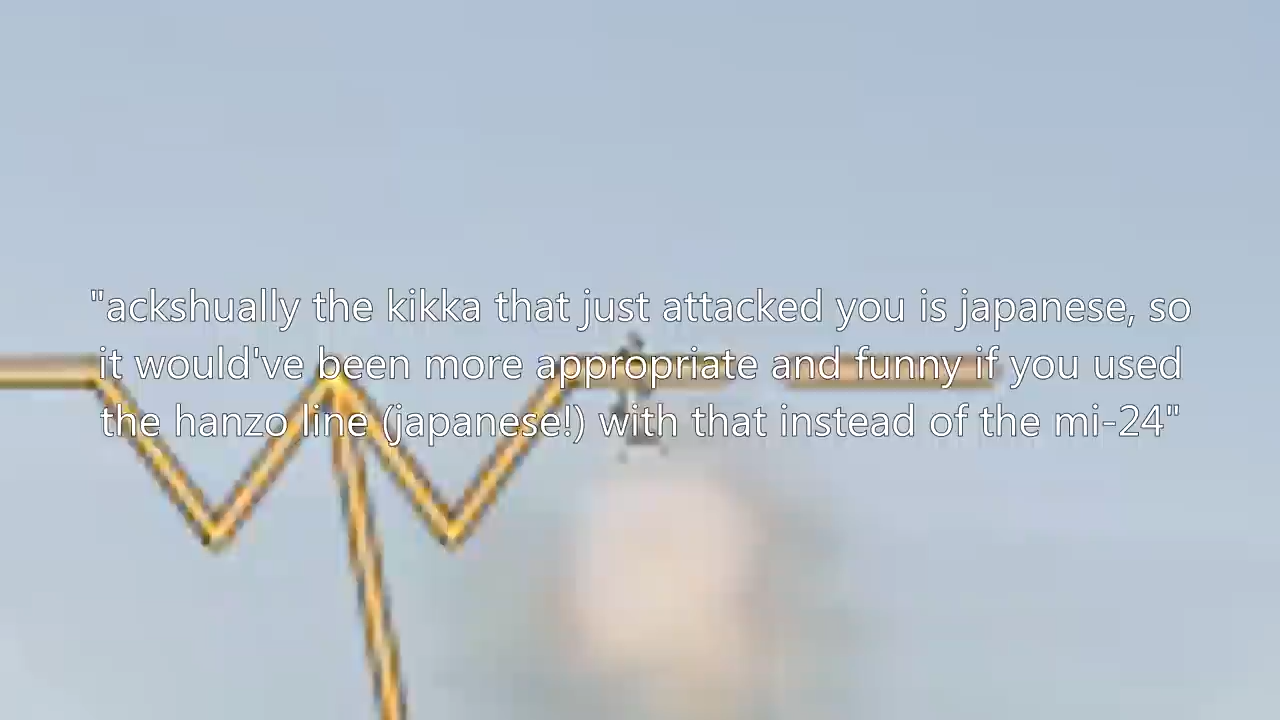 "ackshually the kikka that just attacked you is japanese, so
it would've been more appropriate and funny if you used
the hanzo line (japanese!) with that instead of the mi-24"